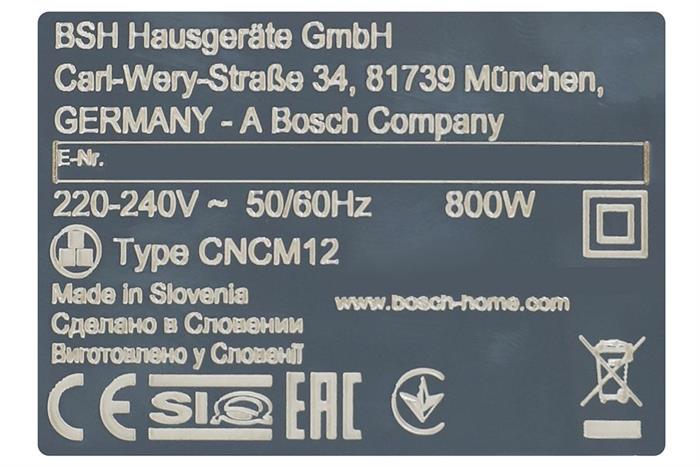 BSH Hausgeräte GmbH
Carl-Wery-Straße 34, 81739 München,
GERMANY - A Bosch Company
E-Nr.
220-240V ~ 50/60Hz 800W
Type CNCM12
Made in Slovenia
www.bosch-home.com
Сделано в Словении
Виготовлено у Словенії
CE SIQ EAC